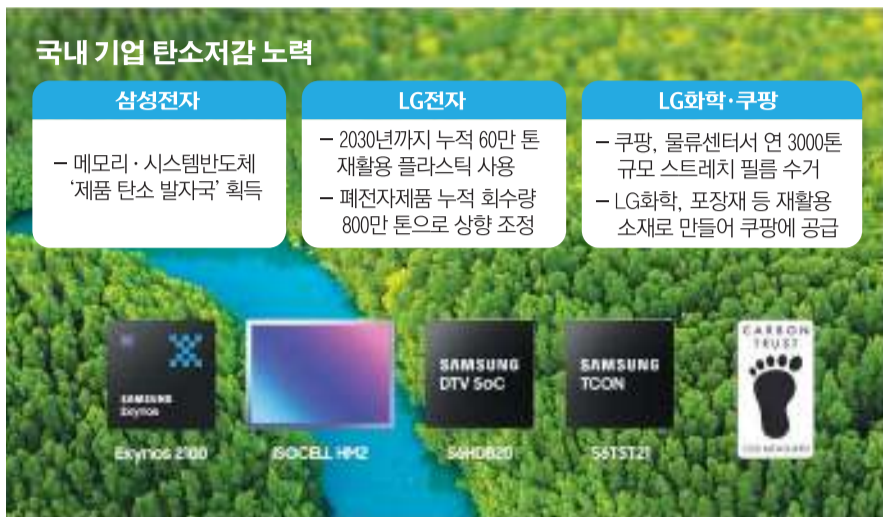 국내 기업 탄소저감 노력
삼성전자
– 메모리·시스템반도체
‘제품 탄소 발자국’ 획득
LG전자
– 2030년까지 누적 60만 톤
재활용 플라스틱 사용
– 폐전자제품 누적 회수량
800만 톤으로 상향 조정
LG화학·쿠팡
– 쿠팡, 물류센터서 연 3000톤
규모 스트레치 필름 수거
– LG화학, 포장재 등 재활용
소재로 만들어 쿠팡에 공급
SAMSUNG
Exynos
Exynos 2100
ISOCELL HM2
SAMSUNG
DTV SoC
S6HDB20
SAMSUNG
TCON
S6TST21
CARBON
TRUST